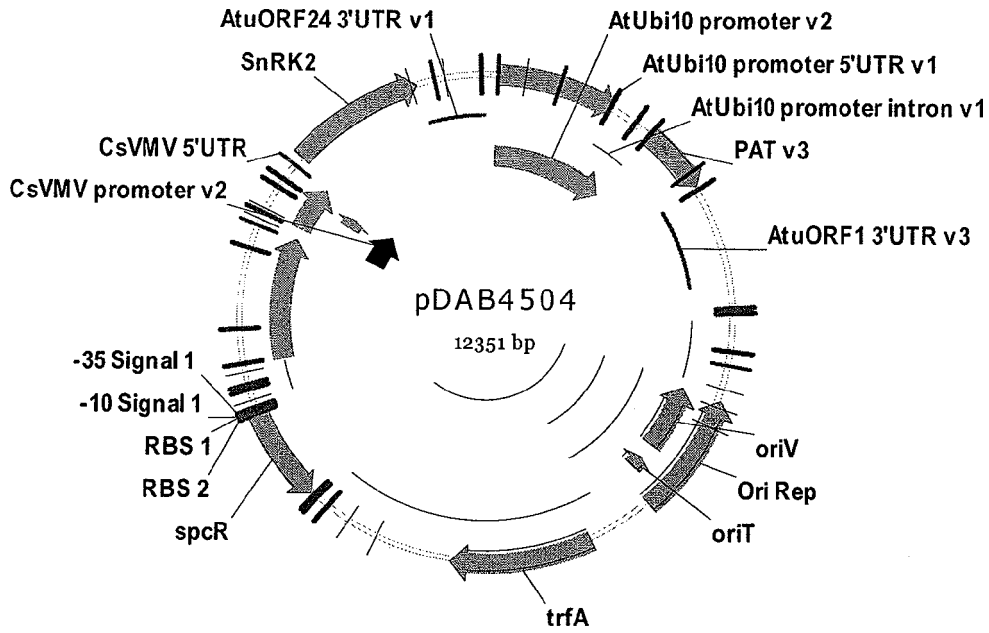 AtuORF24 3'UTR v1
AtUbi10 promoter v2
SnRK2
AtUbi10 promoter 5'UTR v1
AtUbi10 promoter intron v1
CsVMV 5'UTR
PAT v3
CsVMV promoter v2
AtuORF1 3'UTR v3
pDAB4504
12351 bp
-35 Signal 1
-10 Signal 1
RBS 1
oriV
RBS 2
Ori Rep
spcR
oriT
trfA